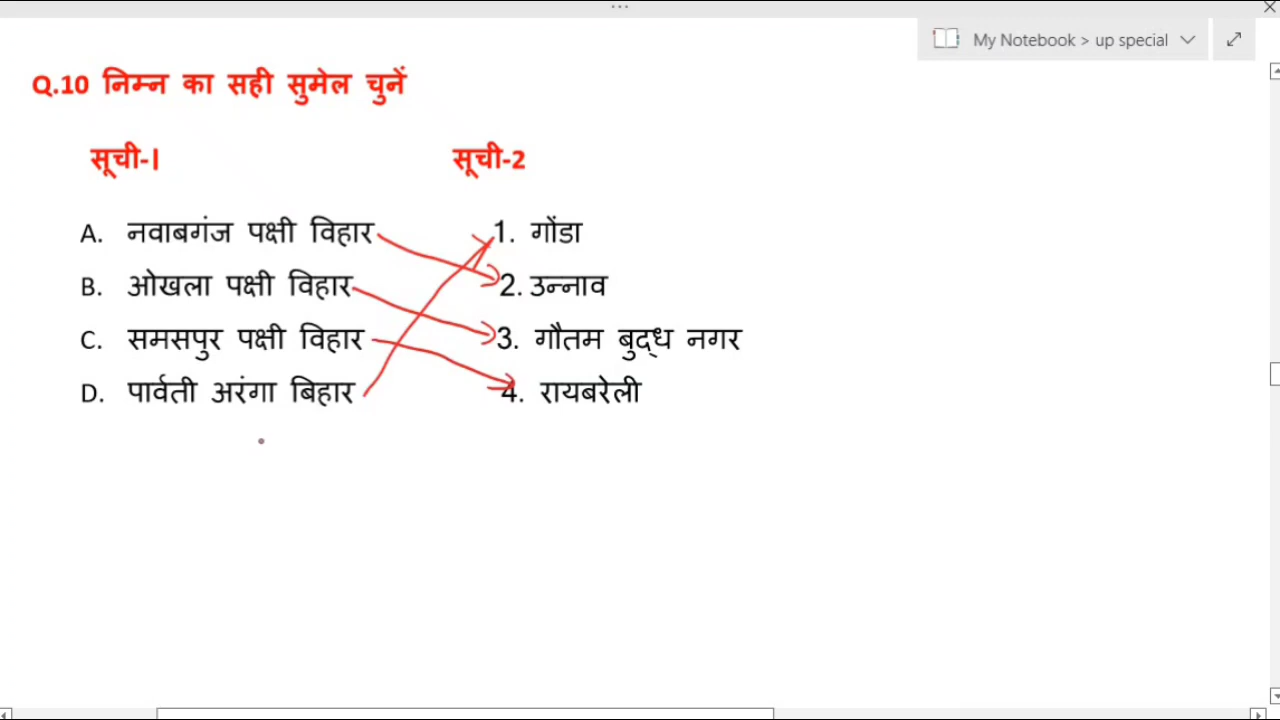 My Notebook > up special
Q.10 निम्न का सही सुमेल चुनें
सूची-I सूची-2
A. नवाबगंज पक्षी विहार 1. गोंडा
B. ओखला पक्षी विहार 2. उन्नाव
C. समसपुर पक्षी विहार 3. गौतम बुद्ध नगर
D. पार्वती अरंगा बिहार 4. रायबरेली